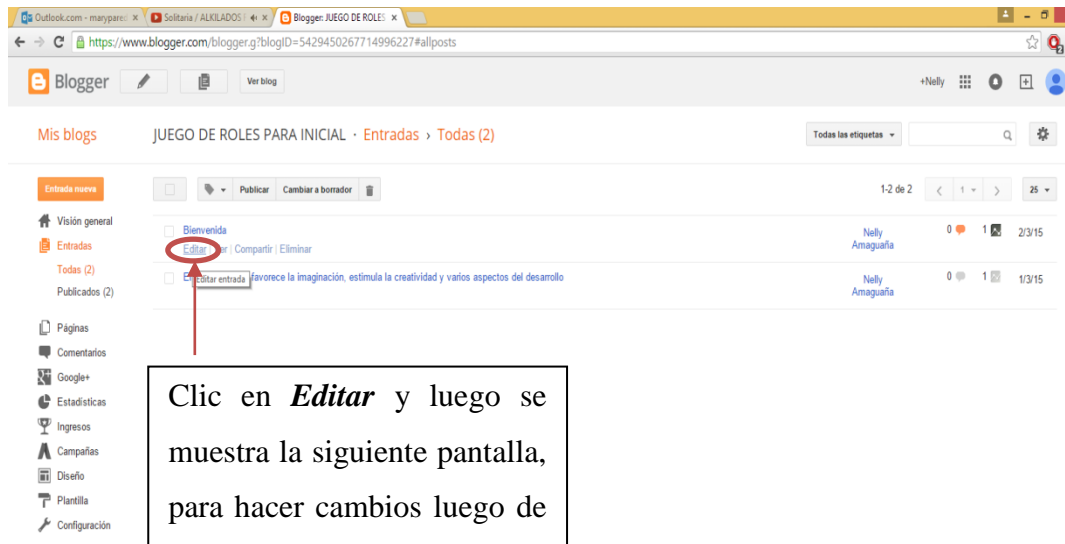 Outlook.com - marypared
Solitaria / ALKILADOS
Blogger: JUEGO DE ROLES
https://www.blogger.com/blogger.g?blogID=5429450267714996227#allposts
2
Blogger
Ver blog
+Nelly
Mis blogs
JUEGO DE ROLES PARA INICIAL · Entradas › Todas (2)
Todas las etiquetas
Entrada nueva
Publicar
Cambiar a borrador
1-2 de 2
1
25
Visión general
Entradas
Todas (2)
Publicados (2)
Páginas
Comentarios
Google+
Estadísticas
Ingresos
Campañas
Diseño
Plantilla
Configuración
Bienvenida
Editar | Ver | Compartir | Eliminar
Nelly
Amaguaña
0
1
2/3/15
Editar entrada
favorece la imaginación, estimula la creatividad y varios aspectos del desarrollo
Nelly
Amaguaña
0
1
1/3/15
Clic en Editar y luego se
muestra la siguiente pantalla,
para hacer cambios luego de